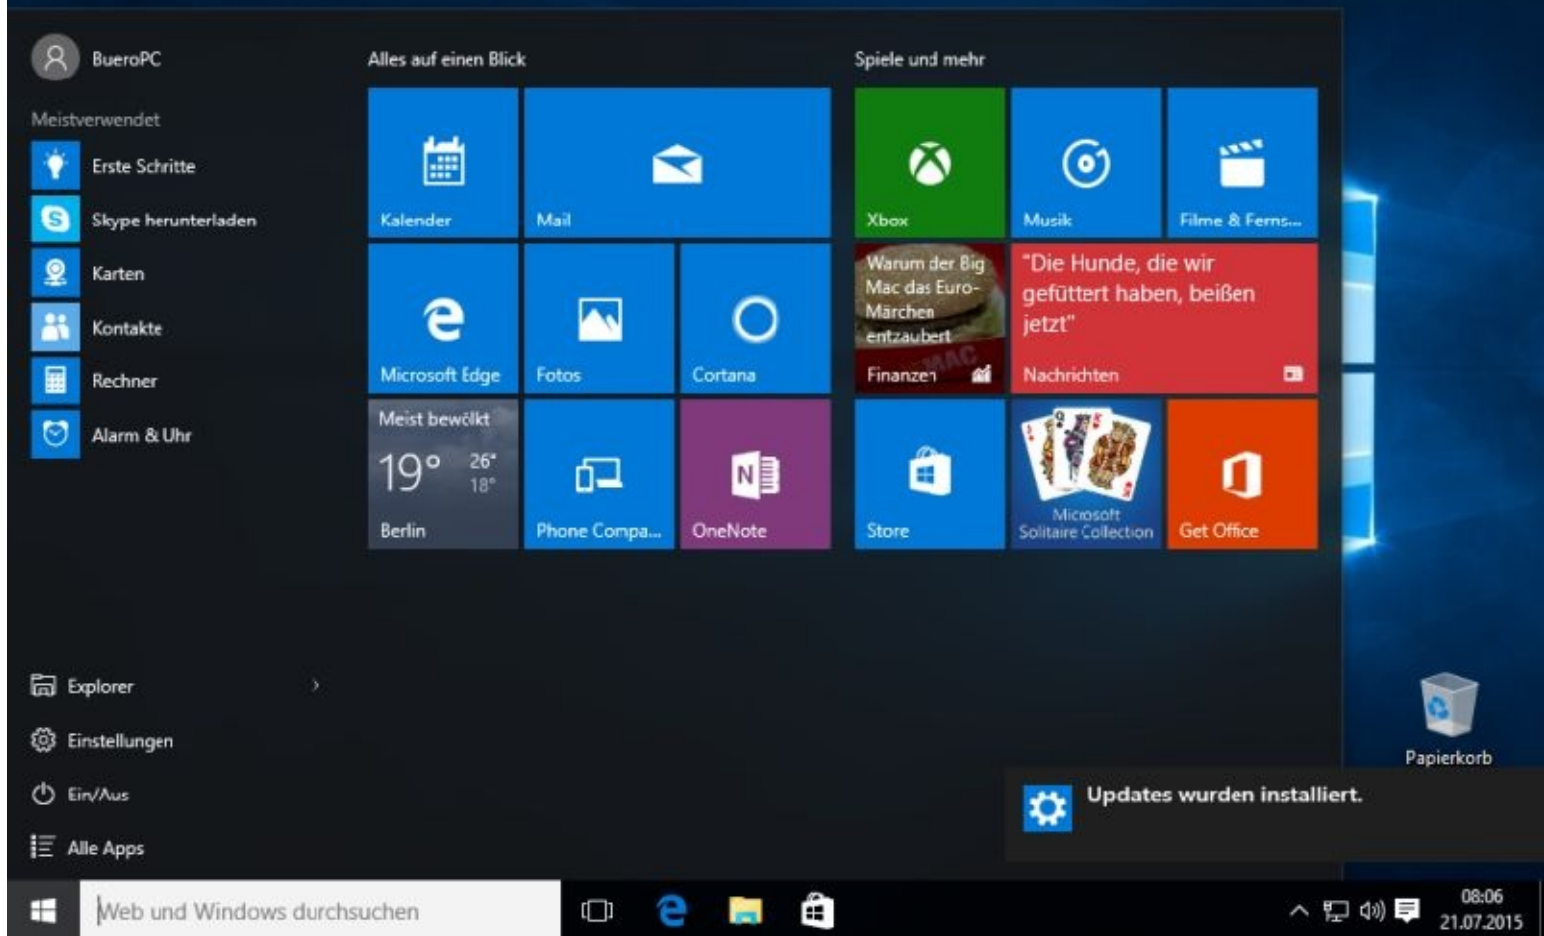 BueroPC
Meistverwendet
Erste Schritte
Skype herunterladen
Karten
Kontakte
Rechner
Alarm & Uhr
Explorer
Einstellungen
Ein/Aus
Alle Apps
Alles auf einen Blick
Kalender
Mail
Microsoft Edge
Fotos
Cortana
Meist bewölkt
19°
26°
18°
Berlin
Phone Compa...
OneNote
Spiele und mehr
Xbox
Musik
Filme & Ferns...
Warum der Big
Mac das Euro-
Märchen
entzaubert
MAC
Finanzen
"Die Hunde, die wir
gefüttert haben, beißen
jetzt"
Nachrichten
Store
Microsoft
Solitaire Collection
Get Office
Papierkorb
Updates wurden installiert.
Web und Windows durchsuchen
08:06
21.07.2015